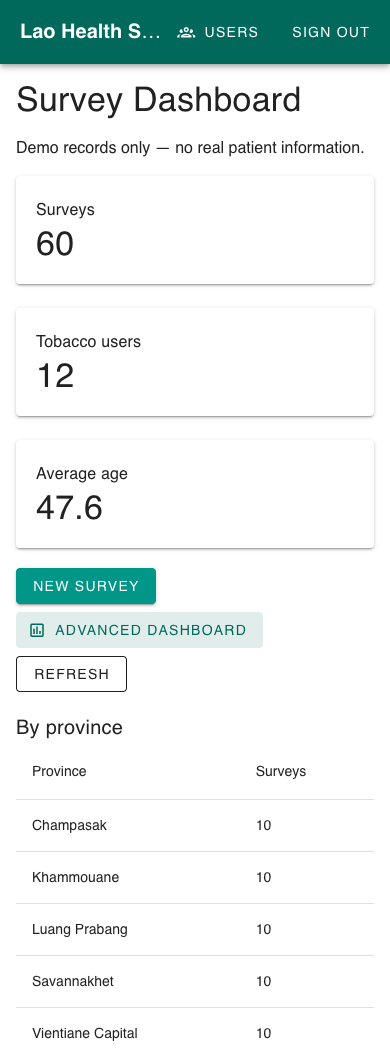 Lao Health S... USERS SIGN OUT
Survey Dashboard
Demo records only — no real patient information.
Surveys
60
Tobacco users
12
Average age
47.6
NEW SURVEY
ADVANCED DASHBOARD
REFRESH
By province
Province Surveys
Champasak 10
Khammouane 10
Luang Prabang 10
Savannakhet 10
Vientiane Capital 10